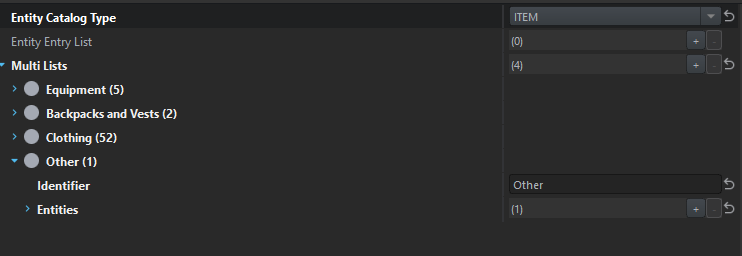 Entity Catalog Type ITEM
Entity Entry List (0) + -
Multi Lists (4) + -
Equipment (5)
Backpacks and Vests (2)
Clothing (52)
Other (1)
Identifier Other
Entities (1) + -